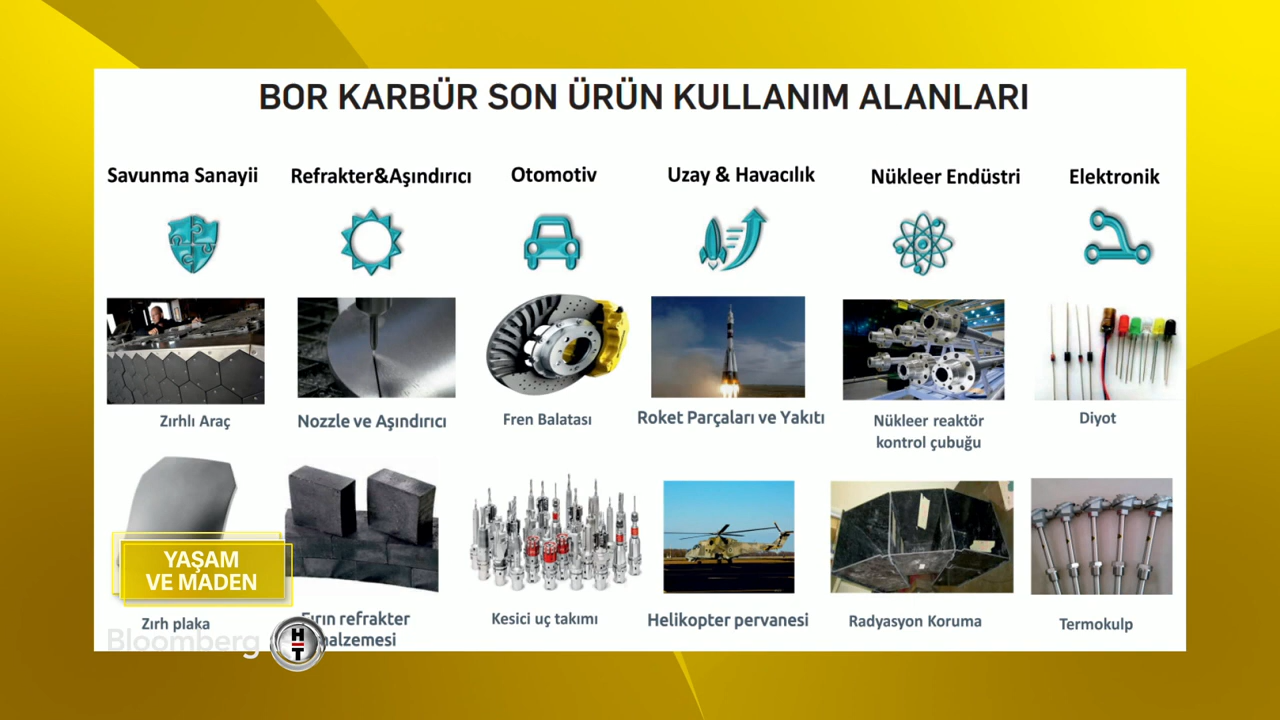 BOR KARBÜR SON ÜRÜN KULLANIM ALANLARI
Savunma Sanayii
Refrakter&Aşındırıcı
Otomotiv
Uzay & Havacılık
Nükleer Endüstri
Elektronik
Zırhlı Araç
Nozzle ve Aşındırıcı
Fren Balatası
Roket Parçaları ve Yakıtı
Nükleer reaktör
kontrol çubuğu
Diyot
Zırh plaka
Fırın refrakter
malzemesi
Kesici uç takımı
Helikopter pervanesi
Radyasyon Koruma
Termokulp
YAŞAM
VE MADEN
Bloomberg
HT